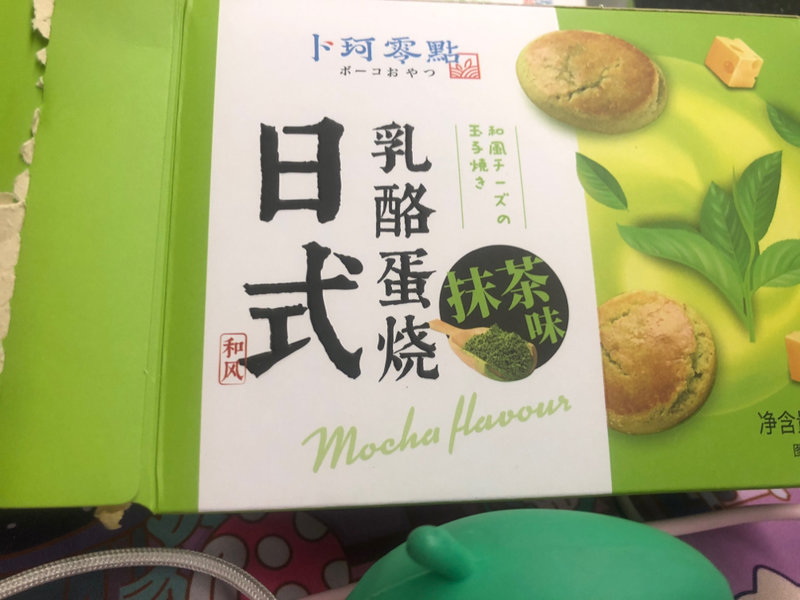 卜珂零點
ボーコおやつ
日式
乳酪蛋烧
和風チーズの
玉子焼き
抹茶味
和风
Mocha flavour
净含